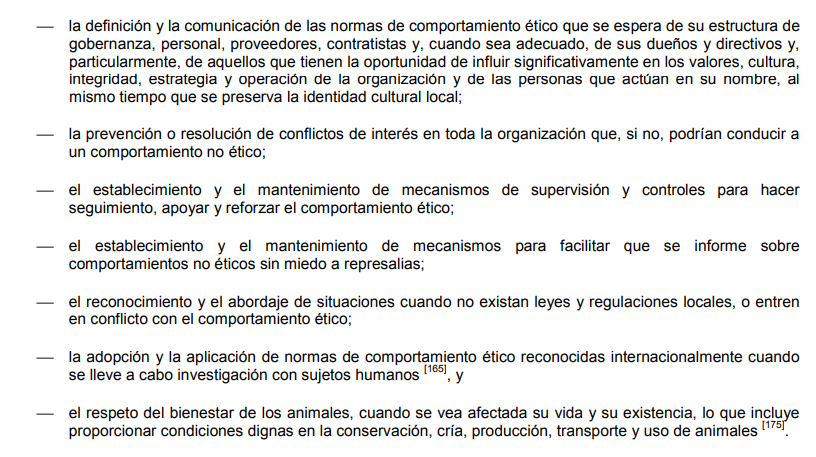 — la definición y la comunicación de las normas de comportamiento ético que se espera de su estructura de
gobernanza, personal, proveedores, contratistas y, cuando sea adecuado, de sus dueños y directivos y,
particularmente, de aquellos que tienen la oportunidad de influir significativamente en los valores, cultura,
integridad, estrategia y operación de la organización y de las personas que actúan en su nombre, al
mismo tiempo que se preserva la identidad cultural local;
— la prevención o resolución de conflictos de interés en toda la organización que, si no, podrían conducir a
un comportamiento no ético;
— el establecimiento y el mantenimiento de mecanismos de supervisión y controles para hacer
seguimiento, apoyar y reforzar el comportamiento ético;
— el establecimiento y el mantenimiento de mecanismos para facilitar que se informe sobre
comportamientos no éticos sin miedo a represalias;
— el reconocimiento y el abordaje de situaciones cuando no existan leyes y regulaciones locales, o entren
en conflicto con el comportamiento ético;
— la adopción y la aplicación de normas de comportamiento ético reconocidas internacionalmente cuando
se lleve a cabo investigación con sujetos humanos [165], y
— el respeto del bienestar de los animales, cuando se vea afectada su vida y su existencia, lo que incluye
proporcionar condiciones dignas en la conservación, cría, producción, transporte y uso de animales [175].